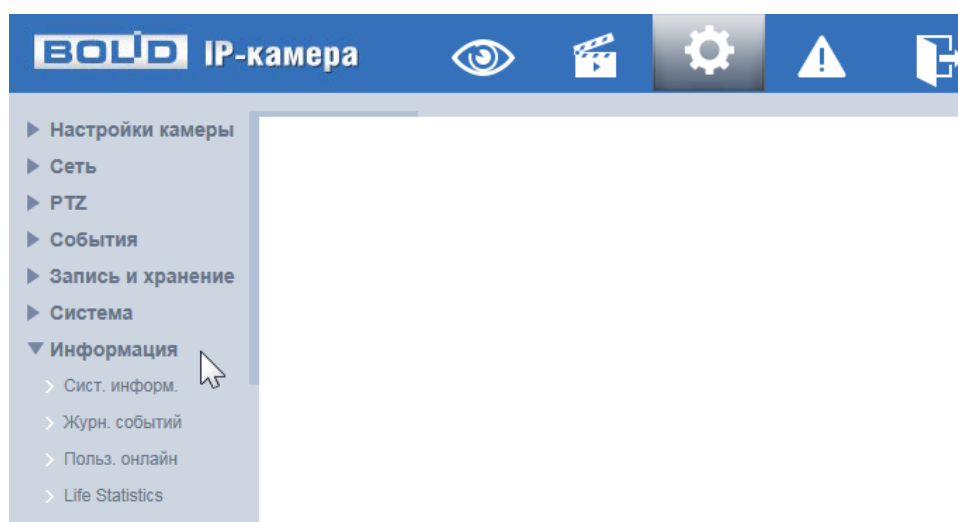 BOLID IP-камера
Настройки камеры
Сеть
PTZ
События
Запись и хранение
Система
Информация
Сист. информ.
Журн. событий
Польз. онлайн
Life Statistics